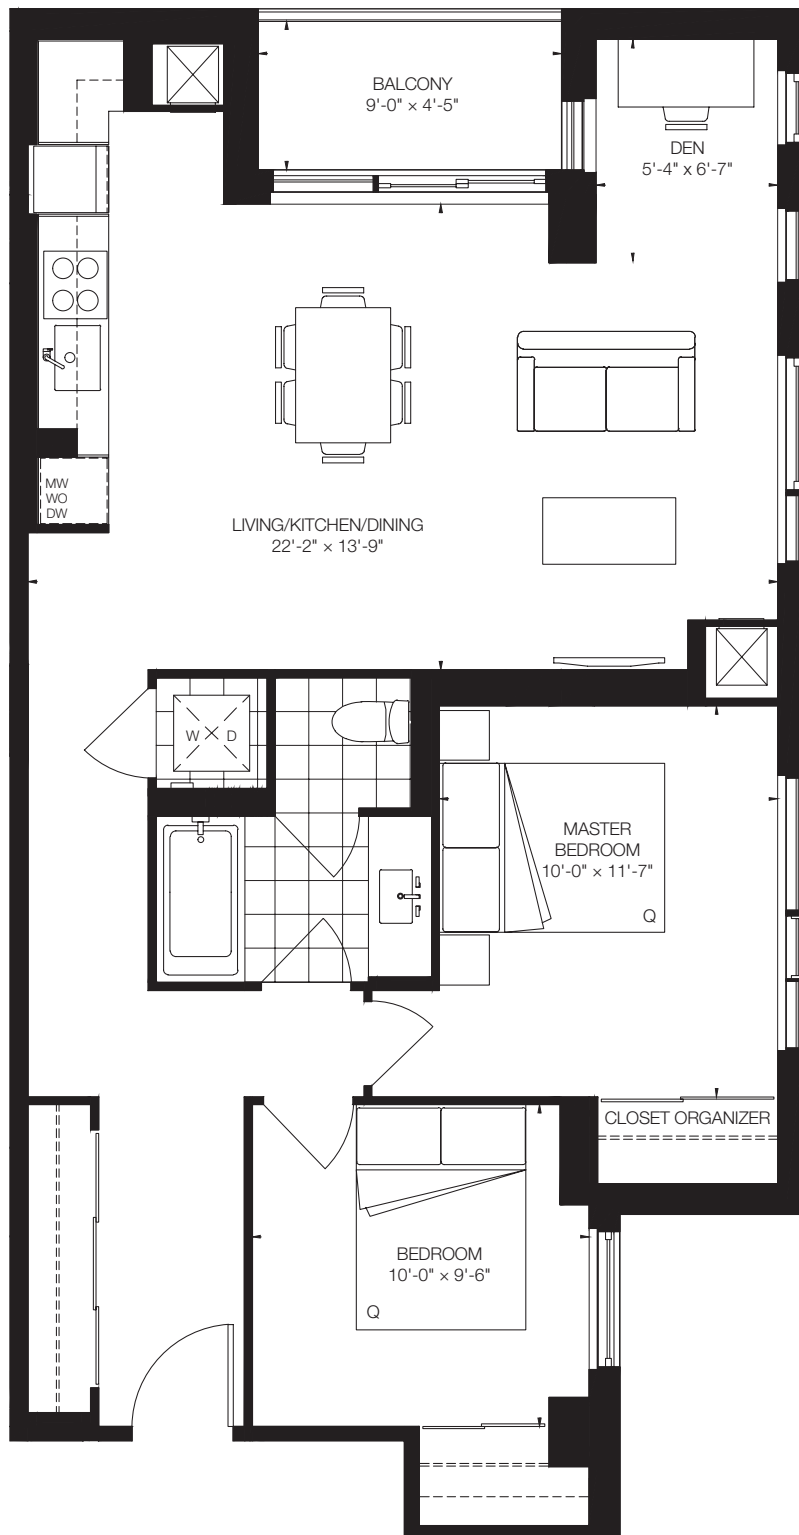 BALCONY
9'-0" × 4'-5"
DEN
5'-4" x 6'-7"
MW
WO
DW
LIVING/KITCHEN/DINING
22'-2" × 13'-9"
W D
MASTER
BEDROOM
10'-0" × 11'-7"
Q
CLOSET ORGANIZER
BEDROOM
10'-0" × 9'-6"
Q